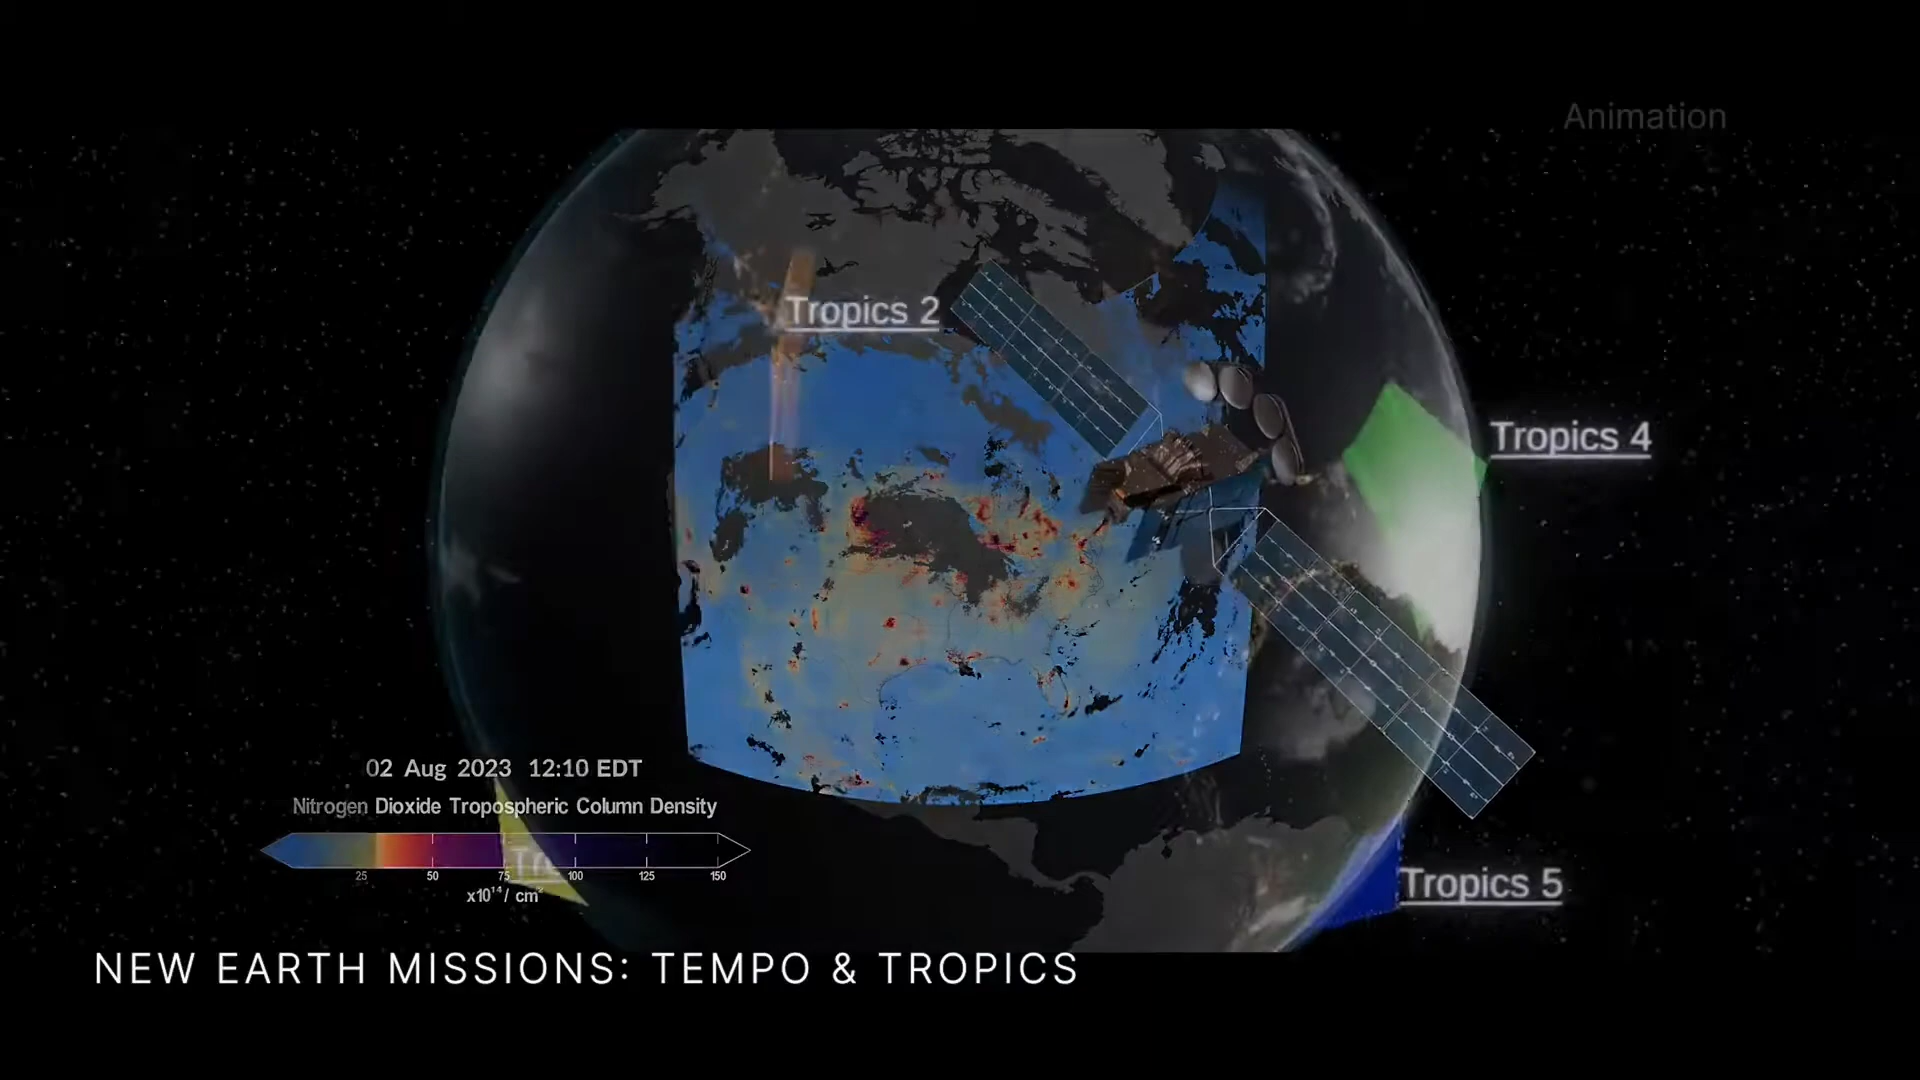 Animation
Tropics 2
Tropics 4
02 Aug 2023 12:10 EDT
Nitrogen Dioxide Tropospheric Column Density
25 50 75 100 125 150
x10¹⁴/ cm²
Tropics 5
NEW EARTH MISSIONS: TEMPO & TROPICS